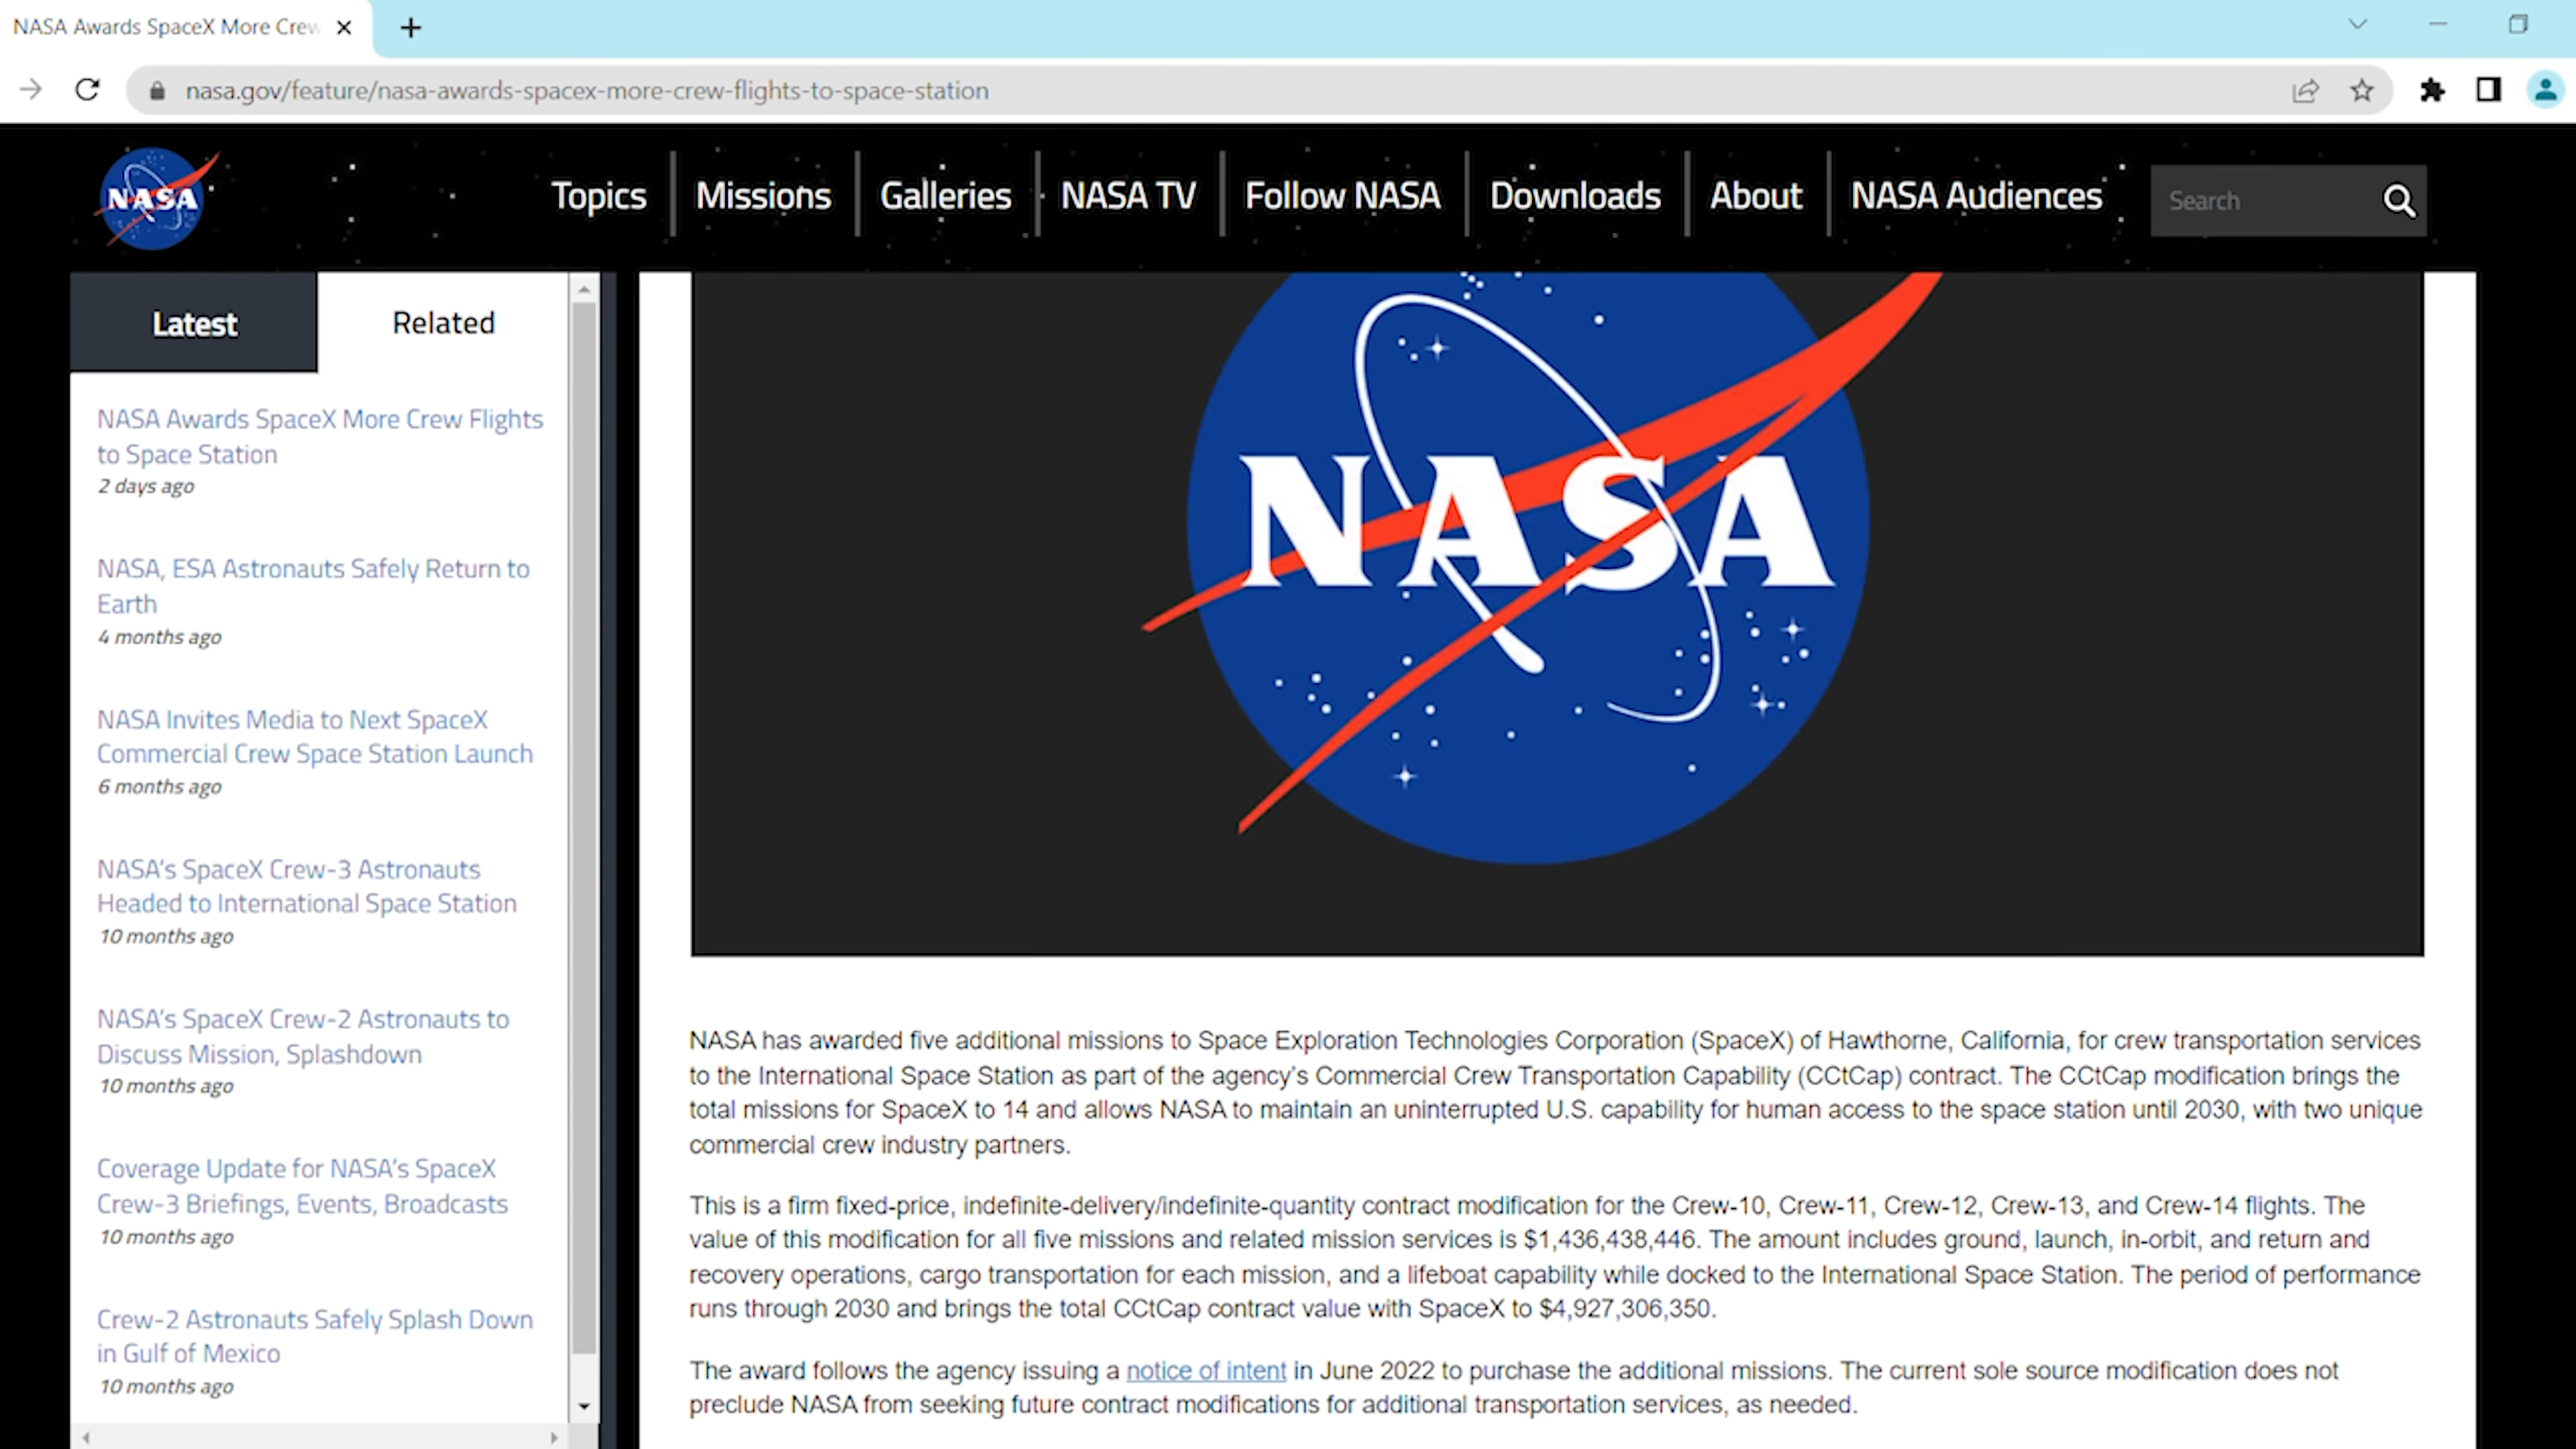 NASA Awards SpaceX More Crew
nasa.gov/feature/nasa-awards-spacex-more-crew-flights-to-space-station
NASA
Topics
Missions
Galleries
NASA TV
Follow NASA
Downloads
About
NASA Audiences
Search
Latest
Related
NASA Awards SpaceX More Crew Flights
to Space Station
2 days ago
NASA, ESA Astronauts Safely Return to
Earth
4 months ago
NASA Invites Media to Next SpaceX
Commercial Crew Space Station Launch
6 months ago
NASA's SpaceX Crew-3 Astronauts
Headed to International Space Station
10 months ago
NASA's SpaceX Crew-2 Astronauts to
Discuss Mission, Splashdown
10 months ago
Coverage Update for NASA's SpaceX
Crew-3 Briefings, Events, Broadcasts
10 months ago
Crew-2 Astronauts Safely Splash Down
in Gulf of Mexico
10 months ago
NASA
NASA has awarded five additional missions to Space Exploration Technologies Corporation (SpaceX) of Hawthorne, California, for crew transportation services
to the International Space Station as part of the agency's Commercial Crew Transportation Capability (CCtCap) contract. The CCtCap modification brings the
total missions for SpaceX to 14 and allows NASA to maintain an uninterrupted U.S. capability for human access to the space station until 2030, with two unique
commercial crew industry partners.
This is a firm fixed-price, indefinite-delivery/indefinite-quantity contract modification for the Crew-10, Crew-11, Crew-12, Crew-13, and Crew-14 flights. The
value of this modification for all five missions and related mission services is $1,436,438,446. The amount includes ground, launch, in-orbit, and return and
recovery operations, cargo transportation for each mission, and a lifeboat capability while docked to the International Space Station. The period of performance
runs through 2030 and brings the total CCtCap contract value with SpaceX to $4,927,306,350.
The award follows the agency issuing a notice of intent in June 2022 to purchase the additional missions. The current sole source modification does not
preclude NASA from seeking future contract modifications for additional transportation services, as needed.